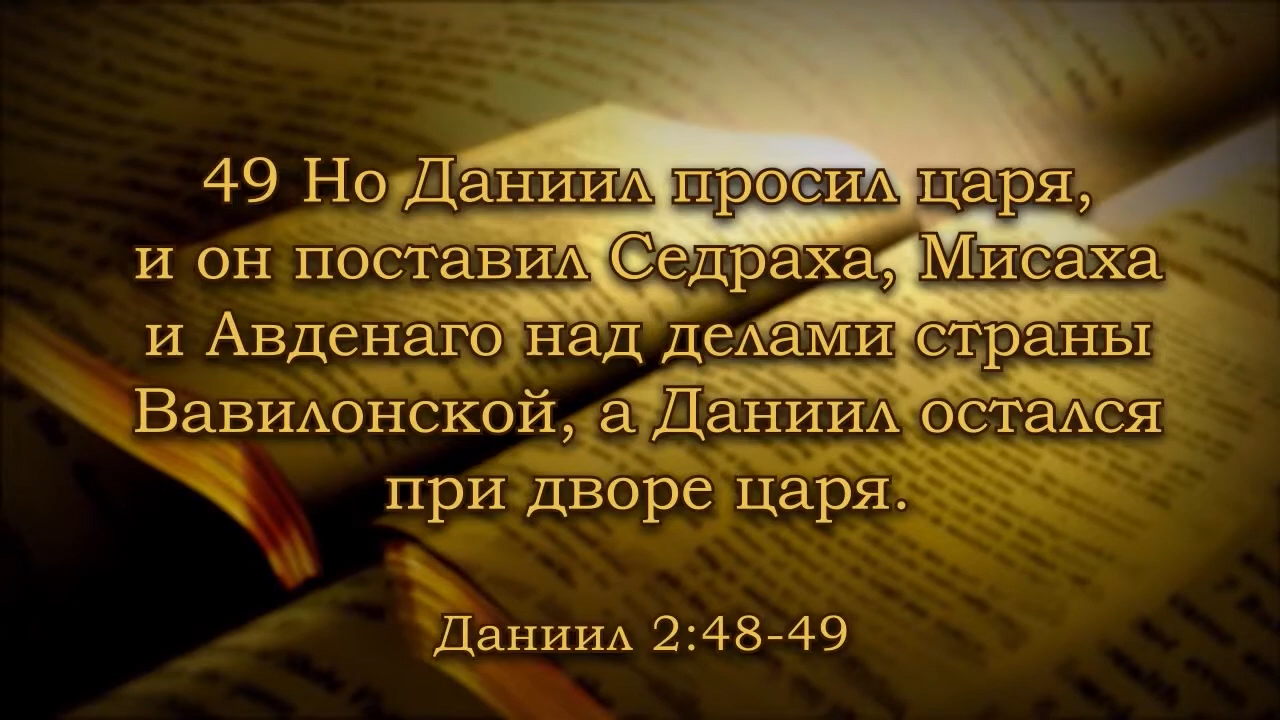 49 Но Даниил просил царя,
и он поставил Седраха, Мисаха
и Авденаго над делами страны
Вавилонской, а Даниил остался
при дворе царя.
Даниил 2:48-49